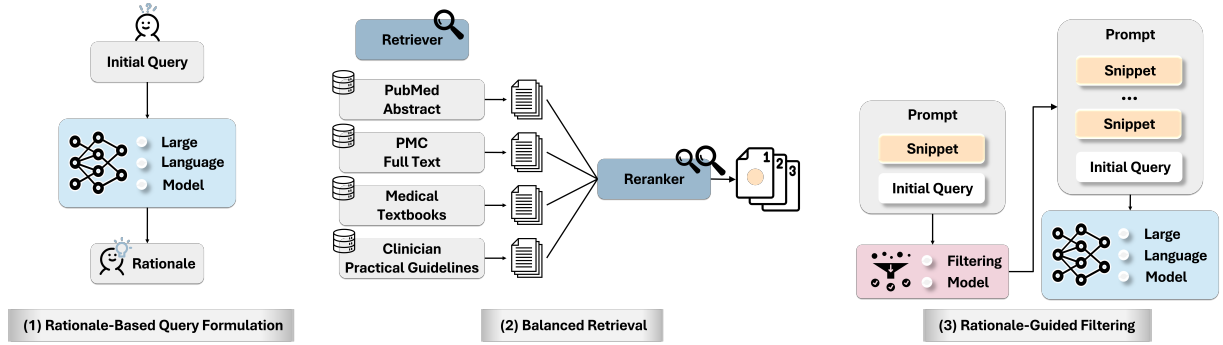 Initial Query
Large
Language
Model
Rationale
(1) Rationale-Based Query Formulation
Retriever
PubMed
Abstract
PMC
Full Text
Medical
Textbooks
Clinician
Practical Guidelines
Reranker
1
2
3
(2) Balanced Retrieval
Prompt
Snippet
Initial Query
Filtering
Model
Prompt
Snippet
...
Snippet
Initial Query
Large
Language
Model
(3) Rationale-Guided Filtering